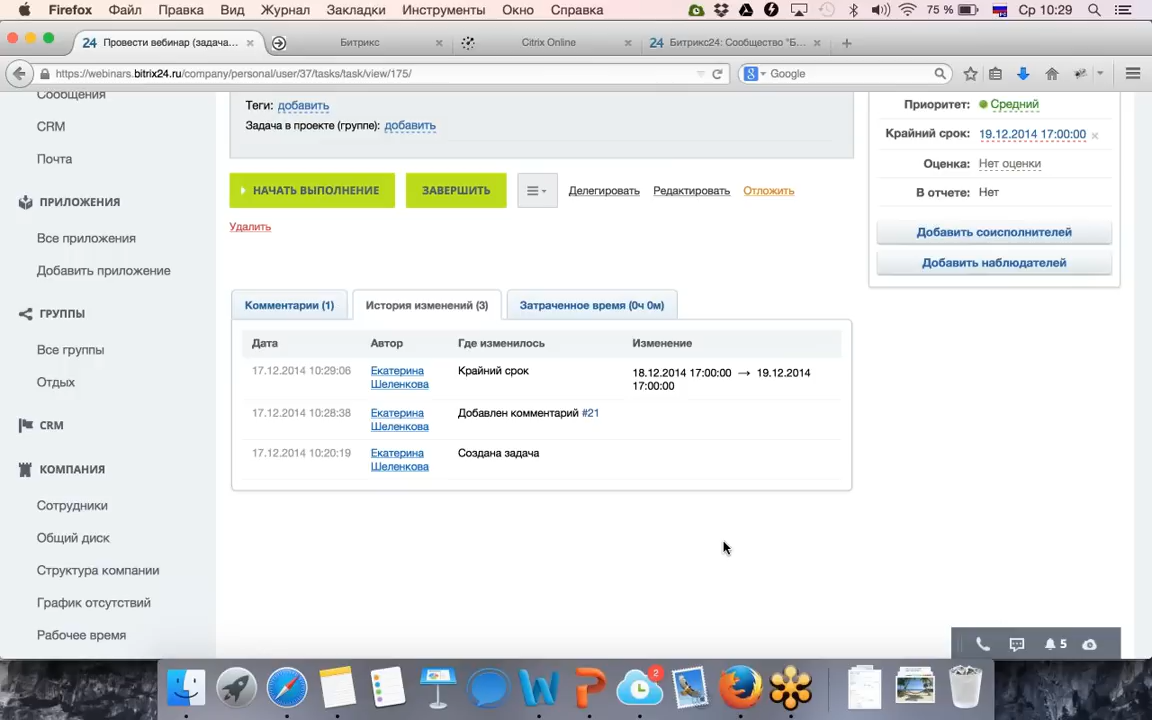 Firefox Файл Правка Вид Журнал Закладки Инструменты Окно Справка 75 % Ср 10:29
24 Провести вебинар (задача... Битрикс Citrix Online 24 Битрикс24: Сообщество "Б...
https://webinars.bitrix24.ru/company/personal/user/37/tasks/task/view/175/ Google
Сообщения
CRM
Почта
ПРИЛОЖЕНИЯ
Все приложения
Добавить приложение
ГРУППЫ
Все группы
Отдых
CRM
КОМПАНИЯ
Сотрудники
Общий диск
Структура компании
График отсутствий
Рабочее время
Теги: добавить
Задача в проекте (группе): добавить
НАЧАТЬ ВЫПОЛНЕНИЕ ЗАВЕРШИТЬ Делегировать Редактировать Отложить
Удалить
Приоритет: Средний
Крайний срок: 19.12.2014 17:00:00
Оценка: Нет оценки
В отчете: Нет
Добавить соисполнителей
Добавить наблюдателей
Комментарии (1) История изменений (3) Затраченное время (0ч 0м)
Дата Автор Где изменилось Изменение
17.12.2014 10:29:06 Екатерина Шеленкова Крайний срок 18.12.2014 17:00:00 → 19.12.2014 17:00:00
17.12.2014 10:28:38 Екатерина Шеленкова Добавлен комментарий #21
17.12.2014 10:20:19 Екатерина Шеленкова Создана задача
5
2